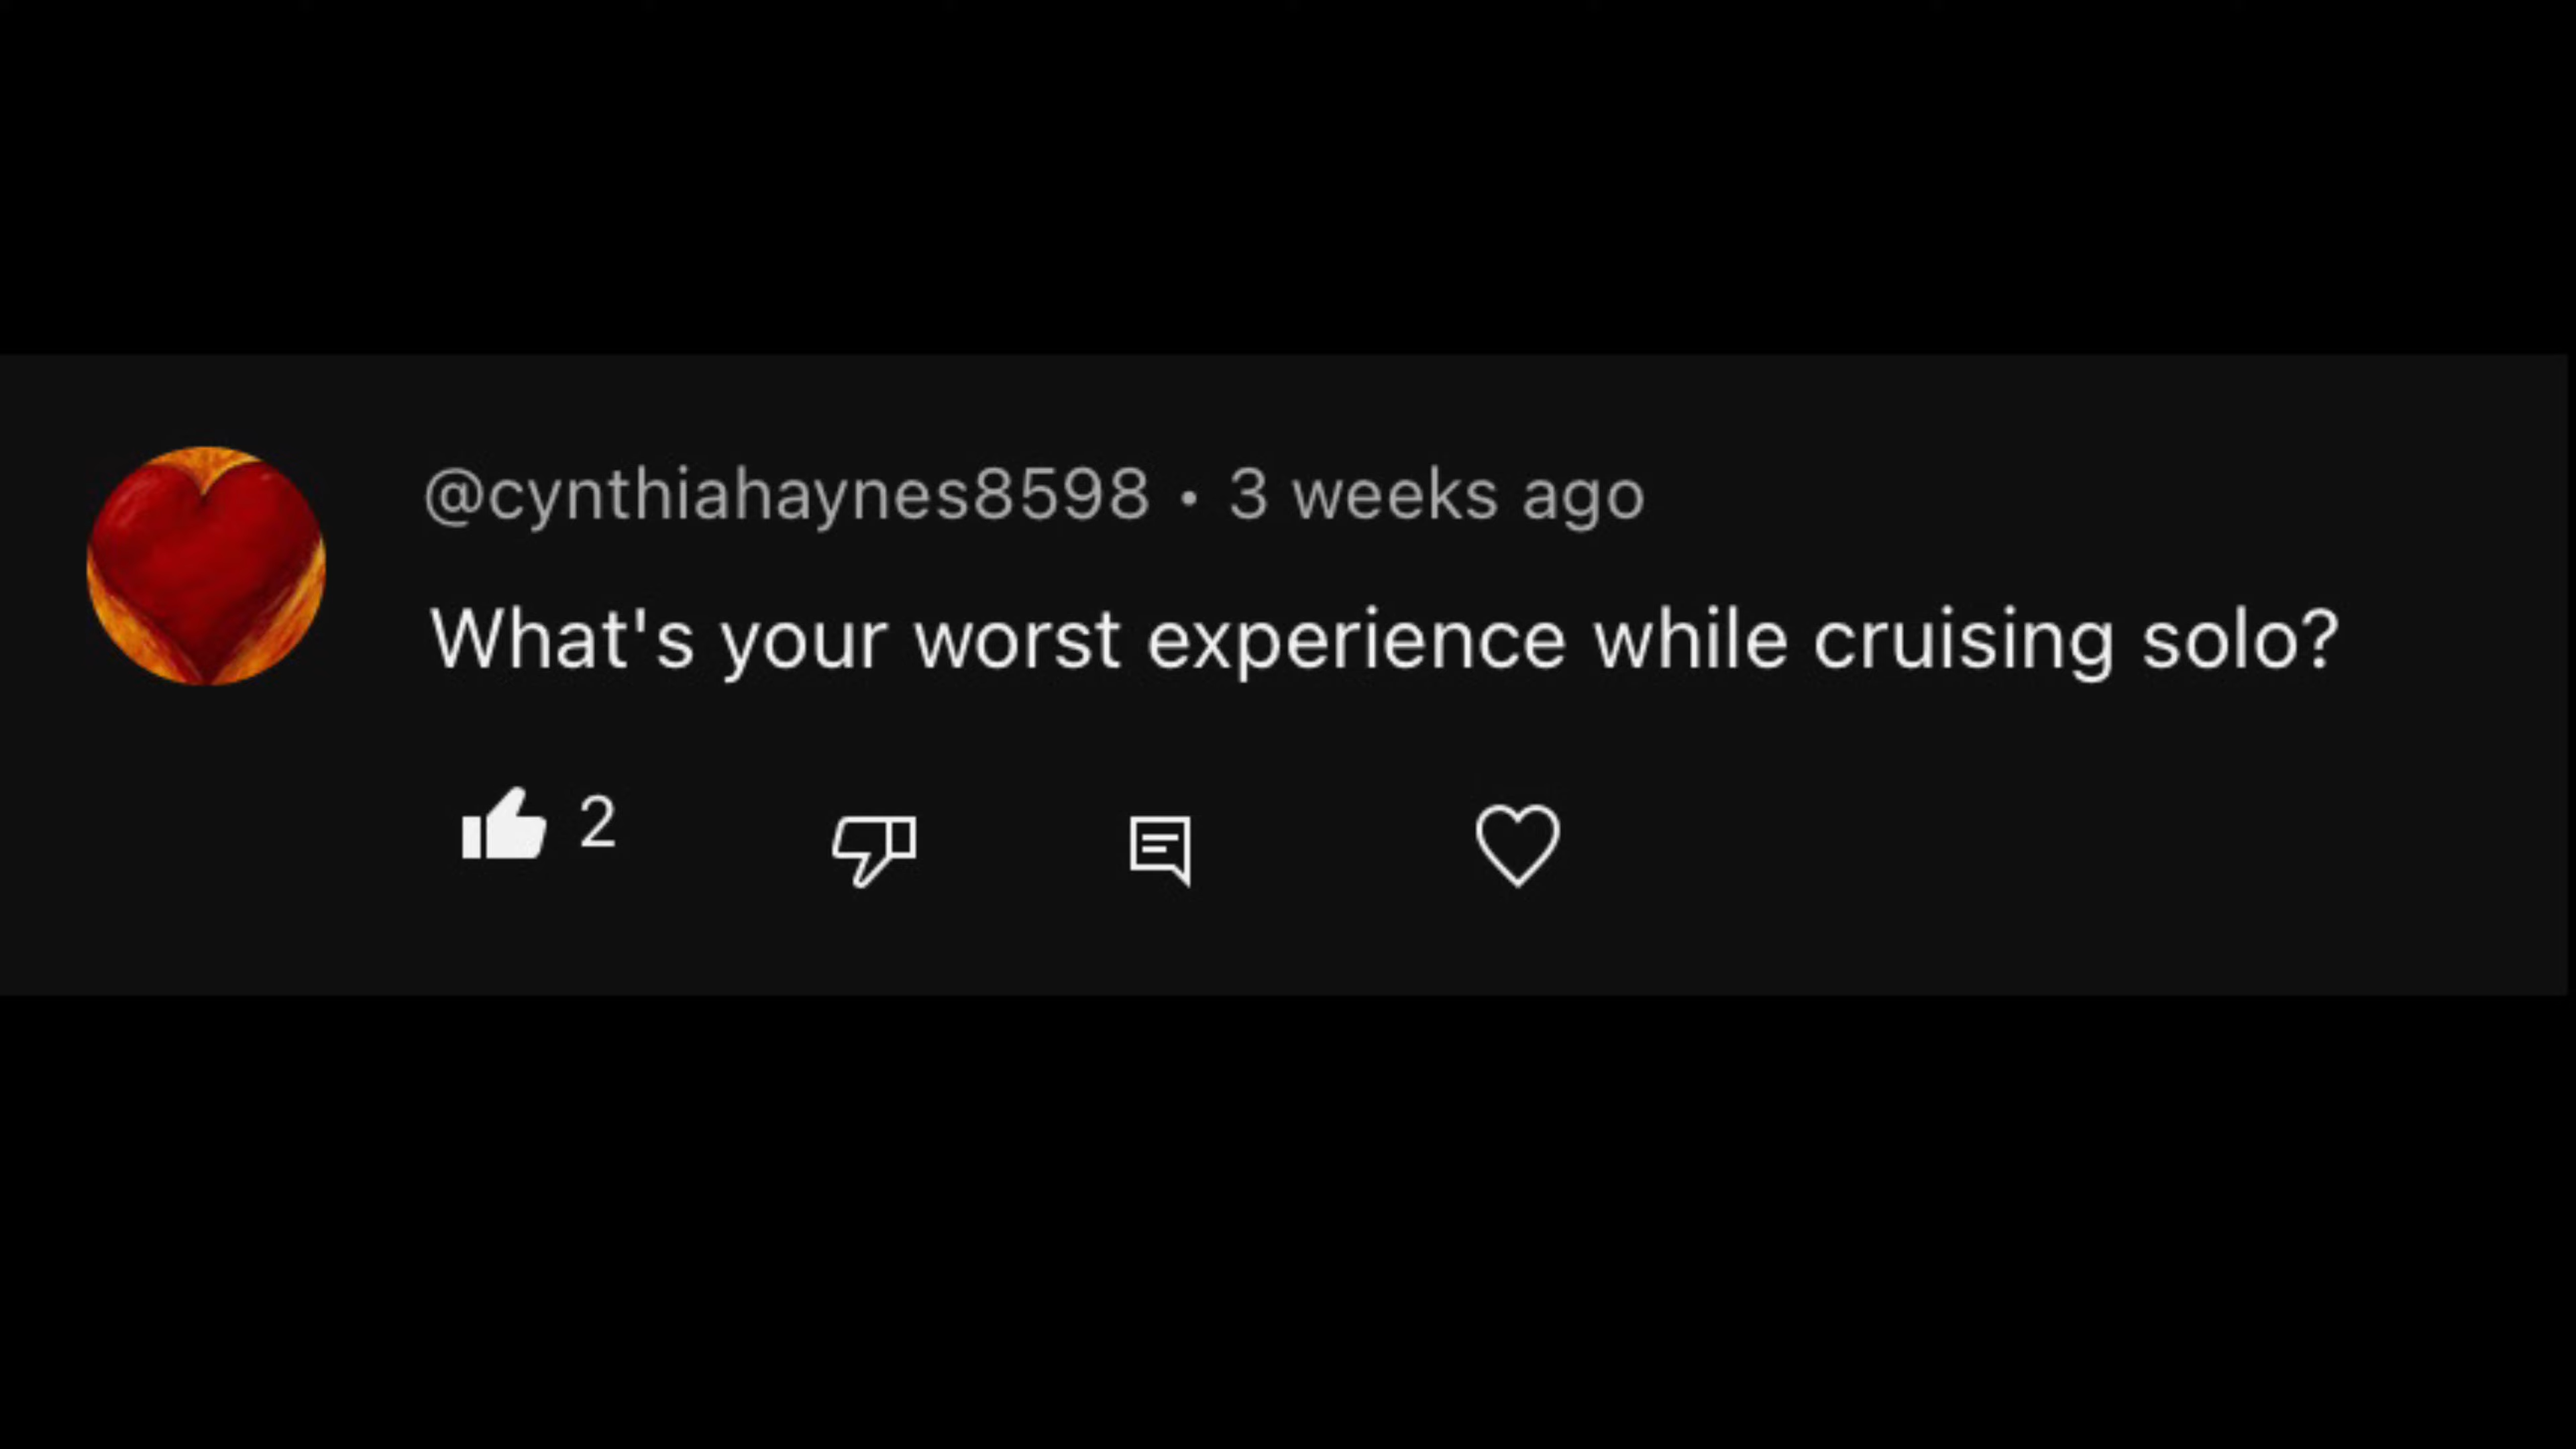 @cynthiahaynes8598 • 3 weeks ago
What's your worst experience while cruising solo?
2